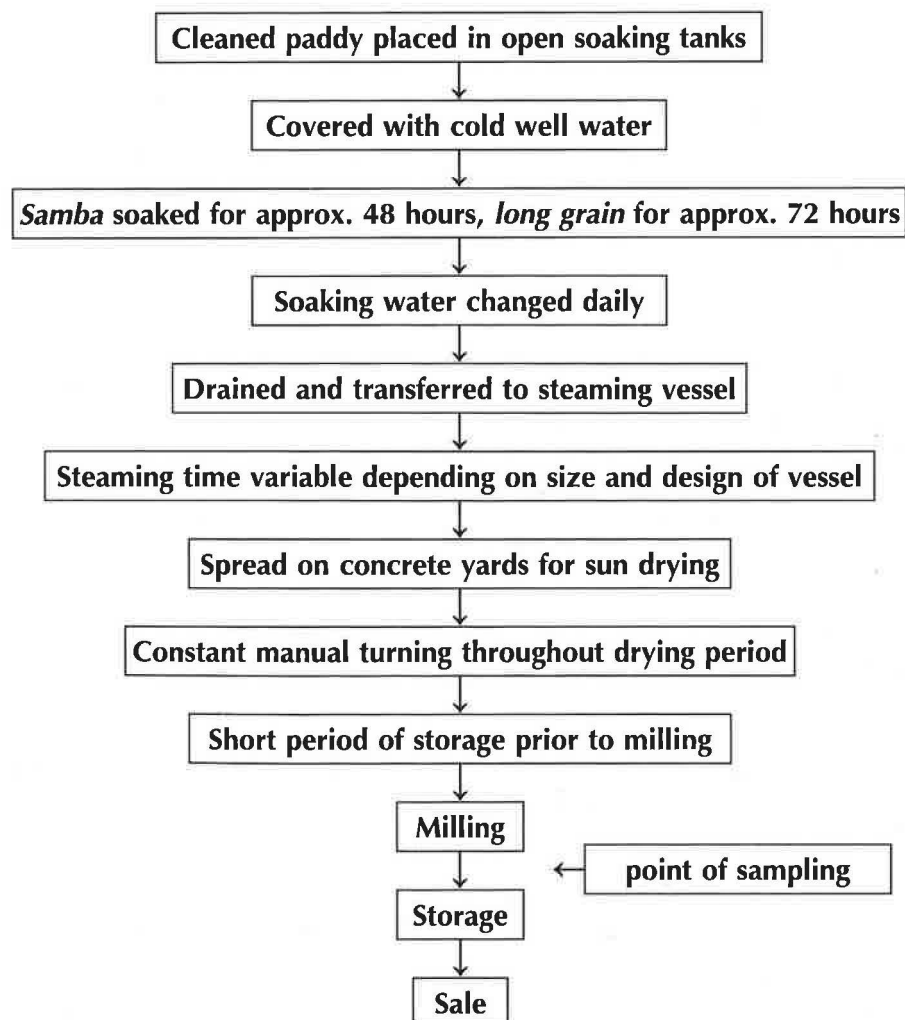 Cleaned paddy placed in open soaking tanks
Covered with cold well water
Samba soaked for approx. 48 hours, long grain for approx. 72 hours
Soaking water changed daily
Drained and transferred to steaming vessel
Steaming time variable depending on size and design of vessel
Spread on concrete yards for sun drying
Constant manual turning throughout drying period
Short period of storage prior to milling
Milling
point of sampling
Storage
Sale